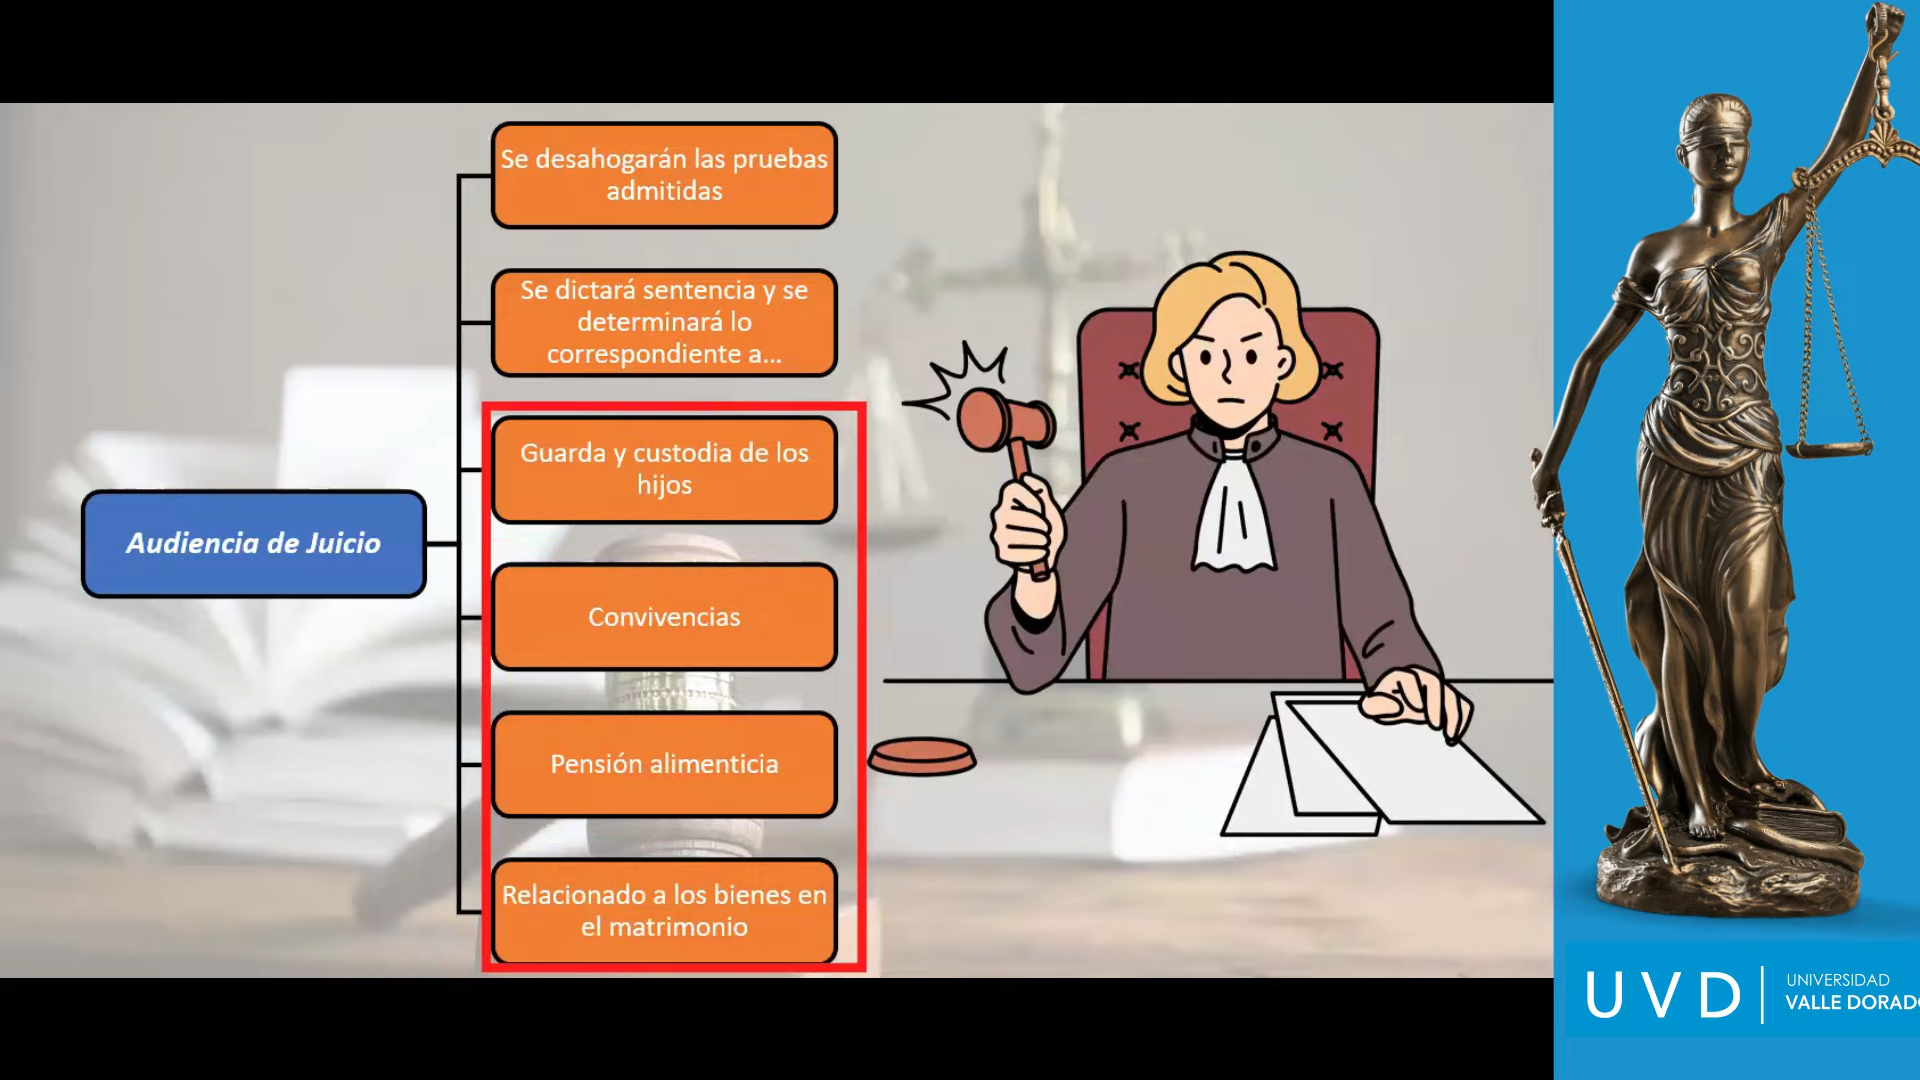 Se desahogarán las pruebas
admitidas
Se dictará sentencia y se
determinará lo
correspondiente a...
Guarda y custodia de los
hijos
Audiencia de Juicio
Convivencias
Pensión alimenticia
Relacionado a los bienes en
el matrimonio
UVD
UNIVERSIDAD
VALLE DORADO